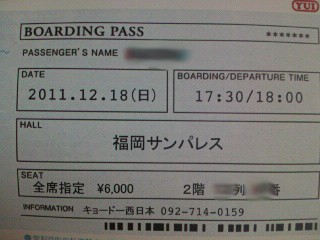 YUI
BOARDING PASS *******
PASSENGER'S NAME
DATE
2011.12.18(日)
BOARDING/DEPARTURE TIME
17:30/18:00
HALL
福岡サンパレス
SEAT
全席指定 ¥6,000 2階 列 番
INFORMATION キョードー西日本 092-714-0159